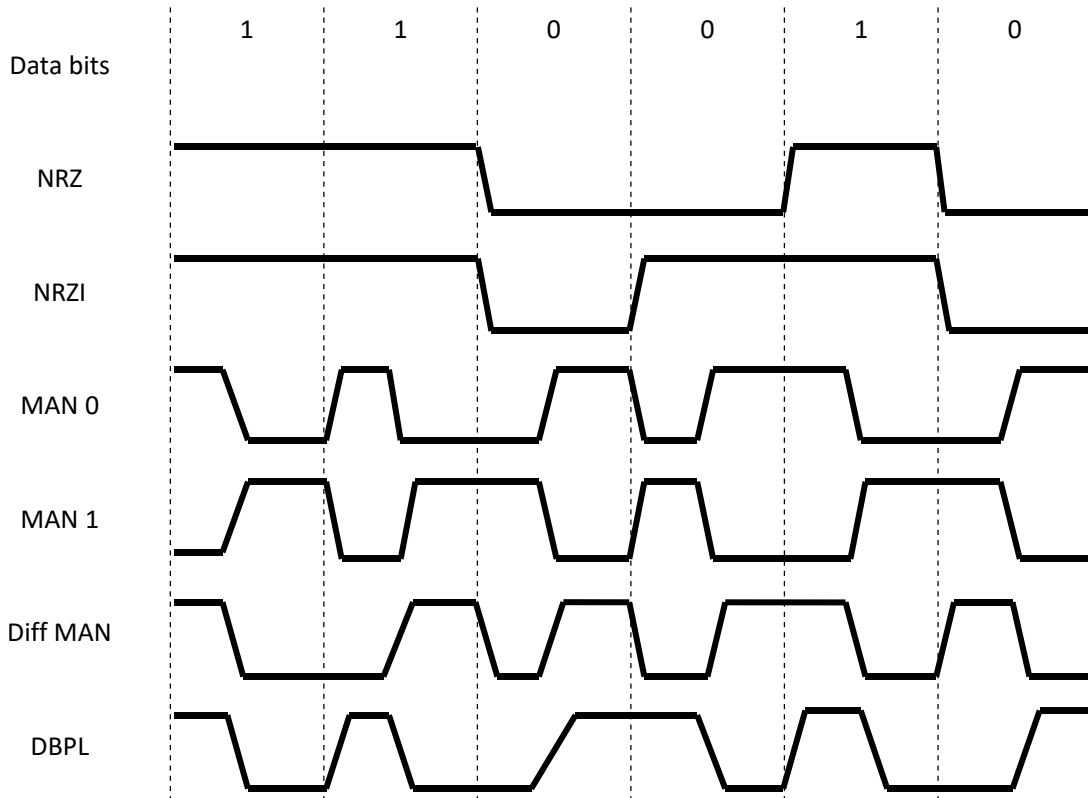 1 1 0 0 1 0
Data bits
NRZ
NRZI
MAN 0
MAN 1
Diff MAN
DBPL